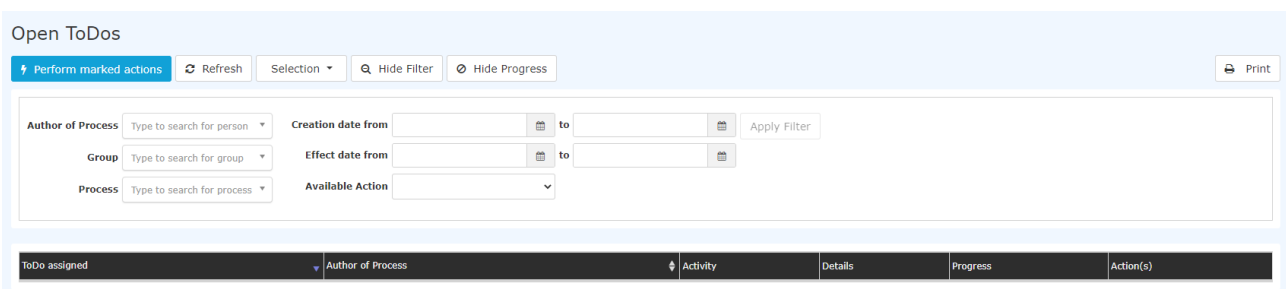 Open ToDos
Perform marked actions Refresh Selection Hide Filter Hide Progress Print
Author of Process Type to search for person Creation date from to Apply Filter
Group Type to search for group Effect date from to
Process Type to search for process Available Action
ToDo assigned Author of Process Activity Details Progress Action(s)